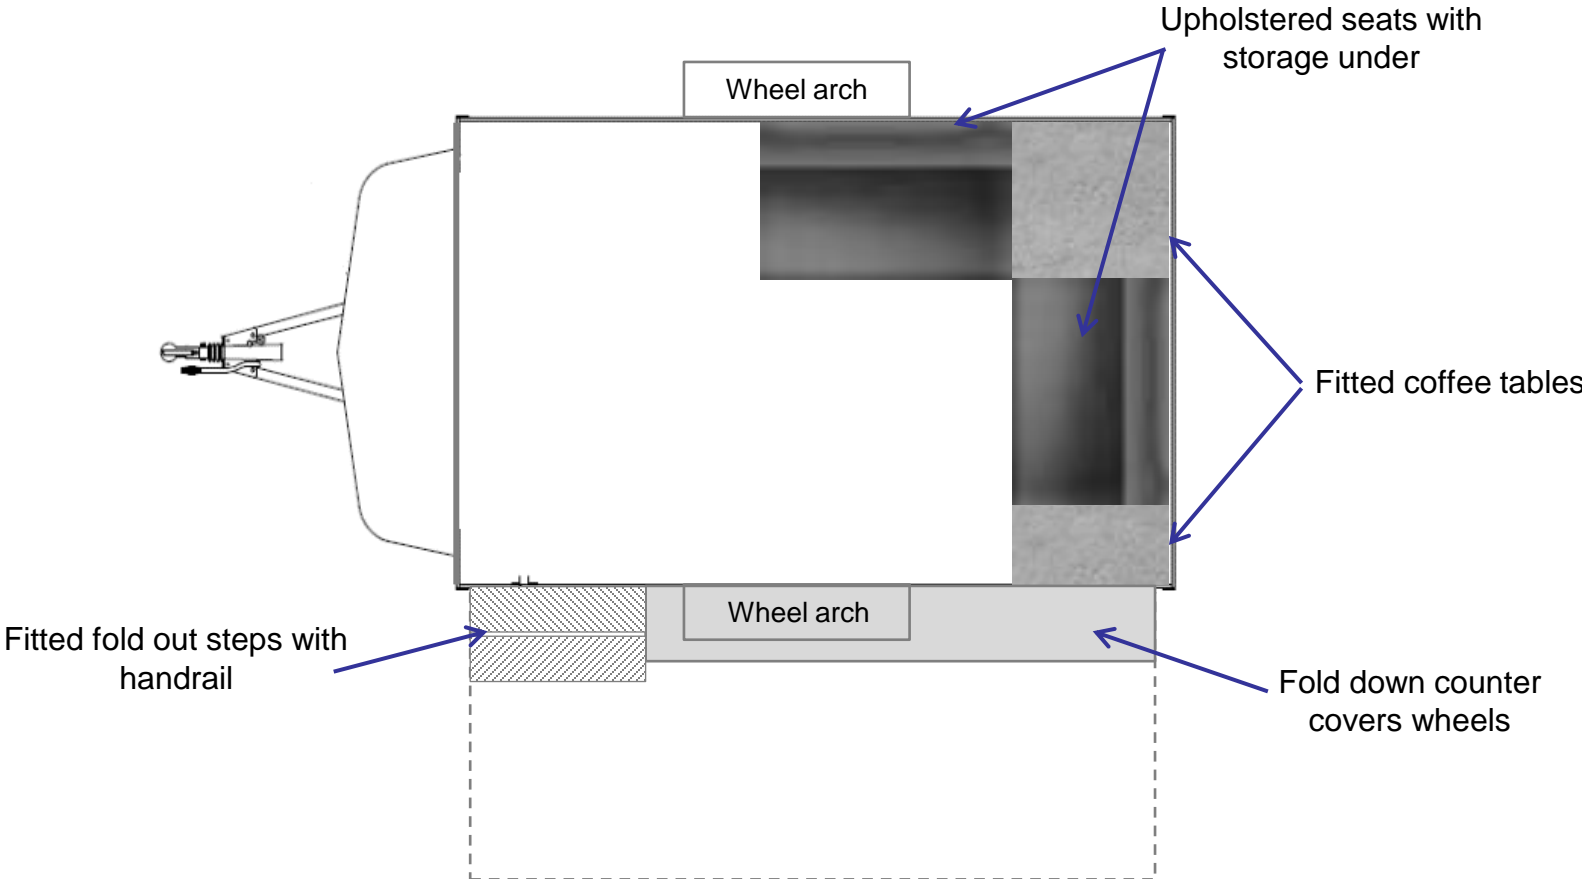 Upholstered seats with
storage under
Wheel arch
Fitted coffee tables
Wheel arch
Fitted fold out steps with
handrail
Fold down counter
covers wheels